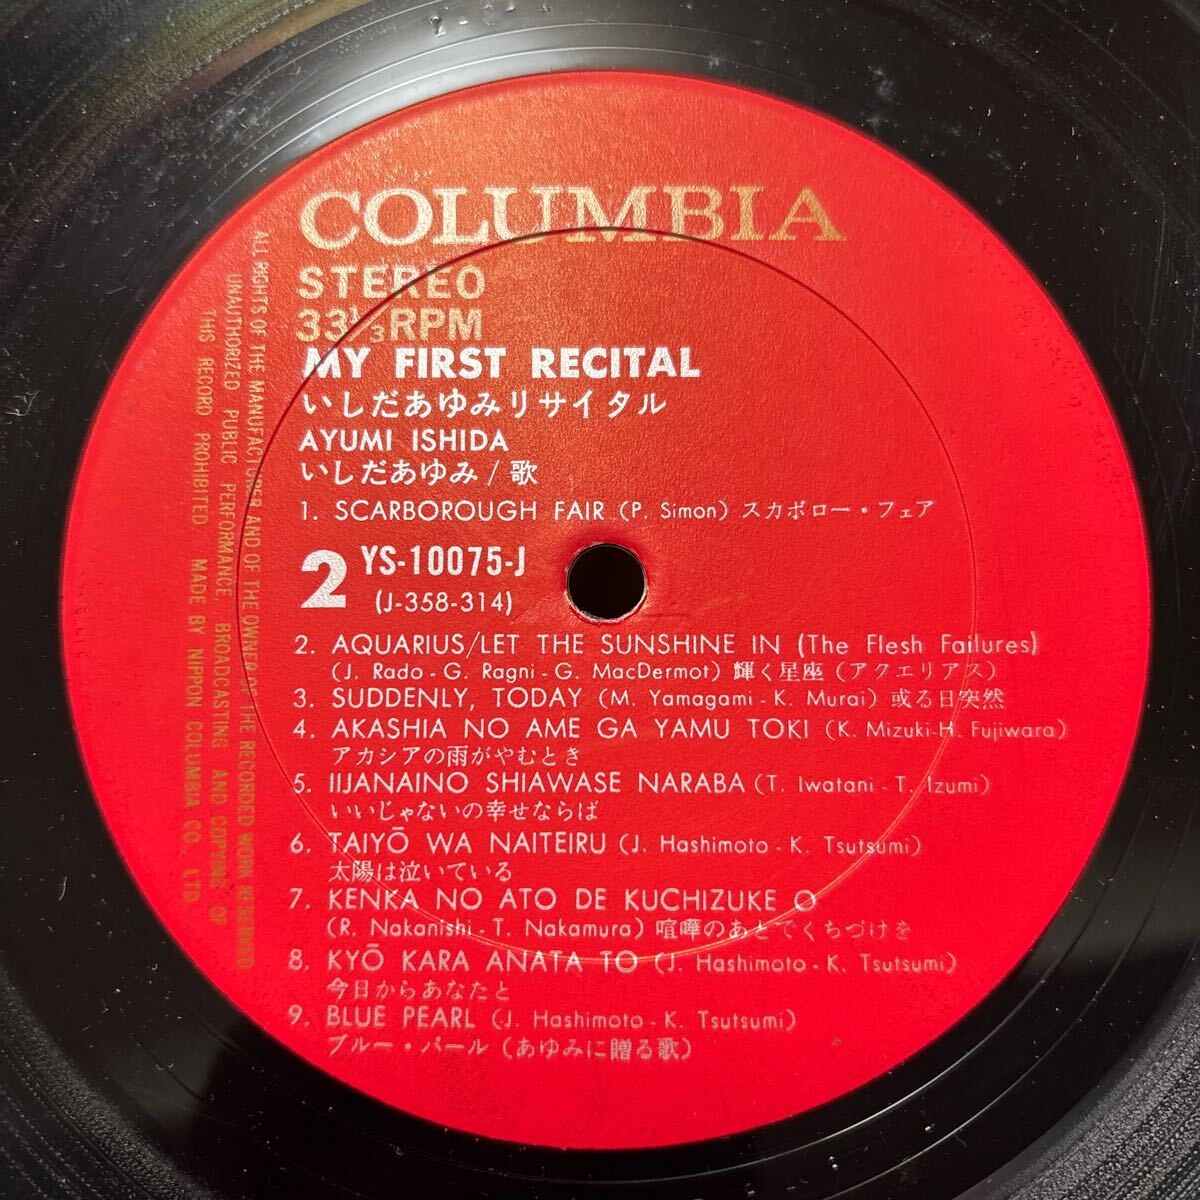 COLUMBIA
STEREO
33⅓RPM
MY FIRST RECITAL
いしだあゆみリサイタル
AYUMI ISHIDA
いしだあゆみ/歌
1. SCARBOROUGH FAIR (P. Simon) スカボロー・フェア
2 YS-10075-J
(J-358-314)
2. AQUARIUS/LET THE SUNSHINE IN (The Flesh Failures)
(J. Rado - G. Ragni - G. MacDermot) 輝く星座 (アクエリアス)
3. SUDDENLY, TODAY (M. Yamagami - K. Murai) 或る日突然
4. AKASHIA NO AME GA YAMU TOKI (K. Mizuki-H. Fujiwara)
アカシアの雨がやむとき
5. IIJANAINO SHIAWASE NARABA (T. Iwatani - T. Izumi)
いいじゃないの幸せならば
6. TAIYŌ WA NAITEIRU (J. Hashimoto - K. Tsutsumi)
太陽は泣いている
7. KENKA NO ATO DE KUCHIZUKE O
(R. Nakanishi - T. Nakamura) 喧嘩のあとでくちづけを
8. KYŌ KARA ANATA TO (J. Hashimoto - K. Tsutsumi)
今日からあなたと
9. BLUE PEARL (J. Hashimoto - K. Tsutsumi)
ブルー・パール (あゆみに贈る歌)
ALL RIGHTS OF THE MANUFACTURER AND OF THE OWNER OF THE RECORDED WORK RESERVED
UNAUTHORIZED PUBLIC PERFORMANCE BROADCASTING AND COPYING OF
THIS RECORD PROHIBITED MADE BY NIPPON COLUMBIA CO., LTD.